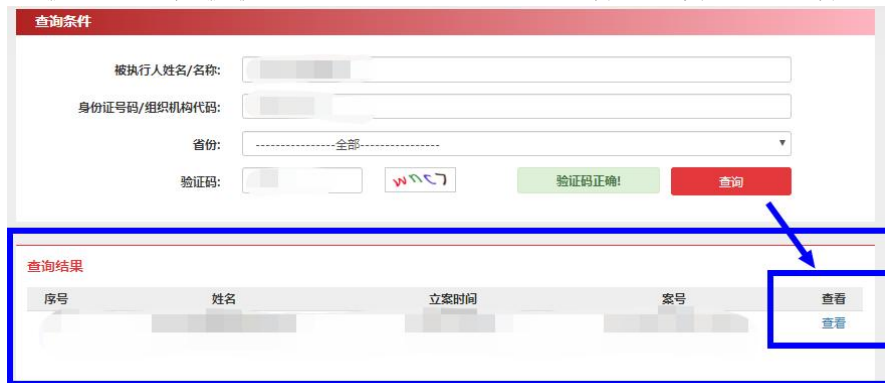 查询条件
被执行人姓名/名称:
身份证号码/组织机构代码:
省份: ----------------全部----------------
验证码: wnc7 验证码正确! 查询
查询结果
序号 姓名 立案时间 案号 查看
查看